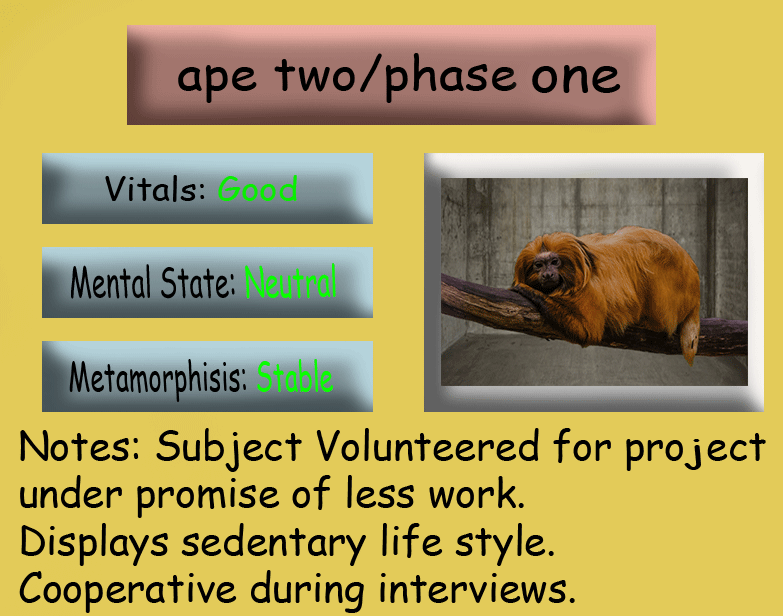 ape two/phase one
Vitals: Good
Mental State: Neutral
Metamorphisis: Stable
Notes: Subject Volunteered for project
under promise of less work.
Displays sedentary life style.
Cooperative during interviews.